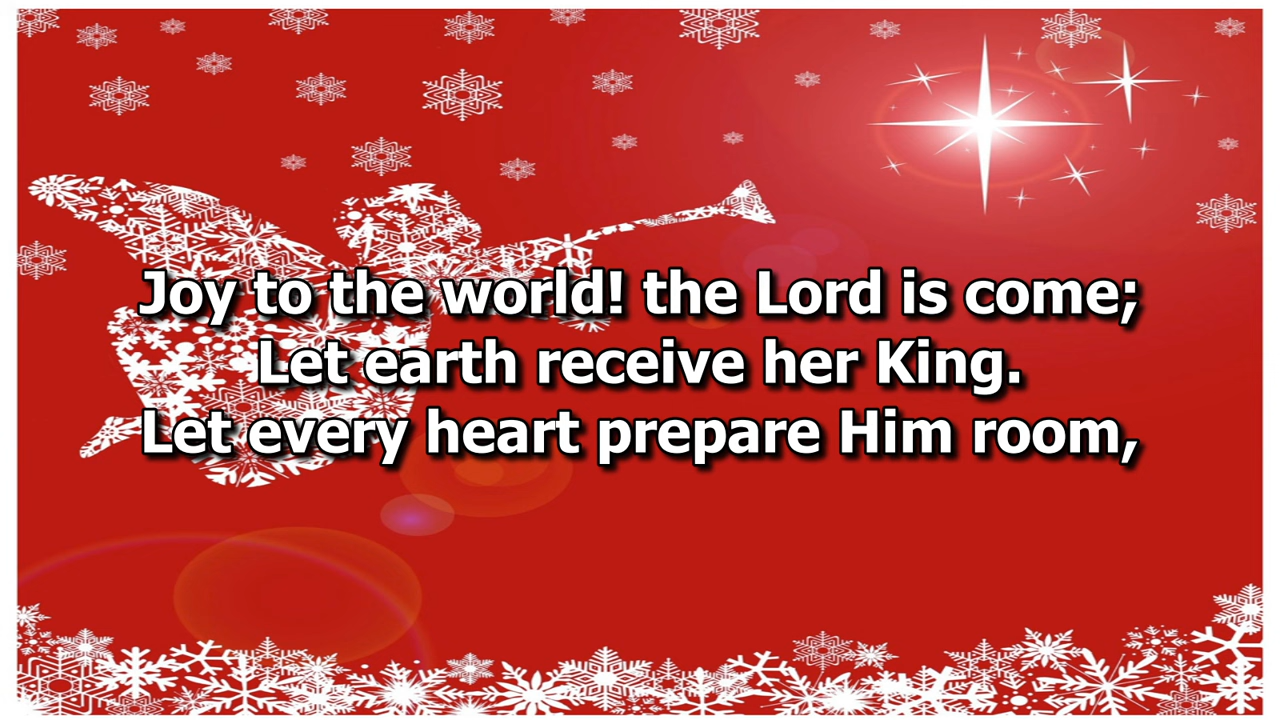 Joy to the world! the Lord is come;
Let earth receive her King.
Let every heart prepare Him room,